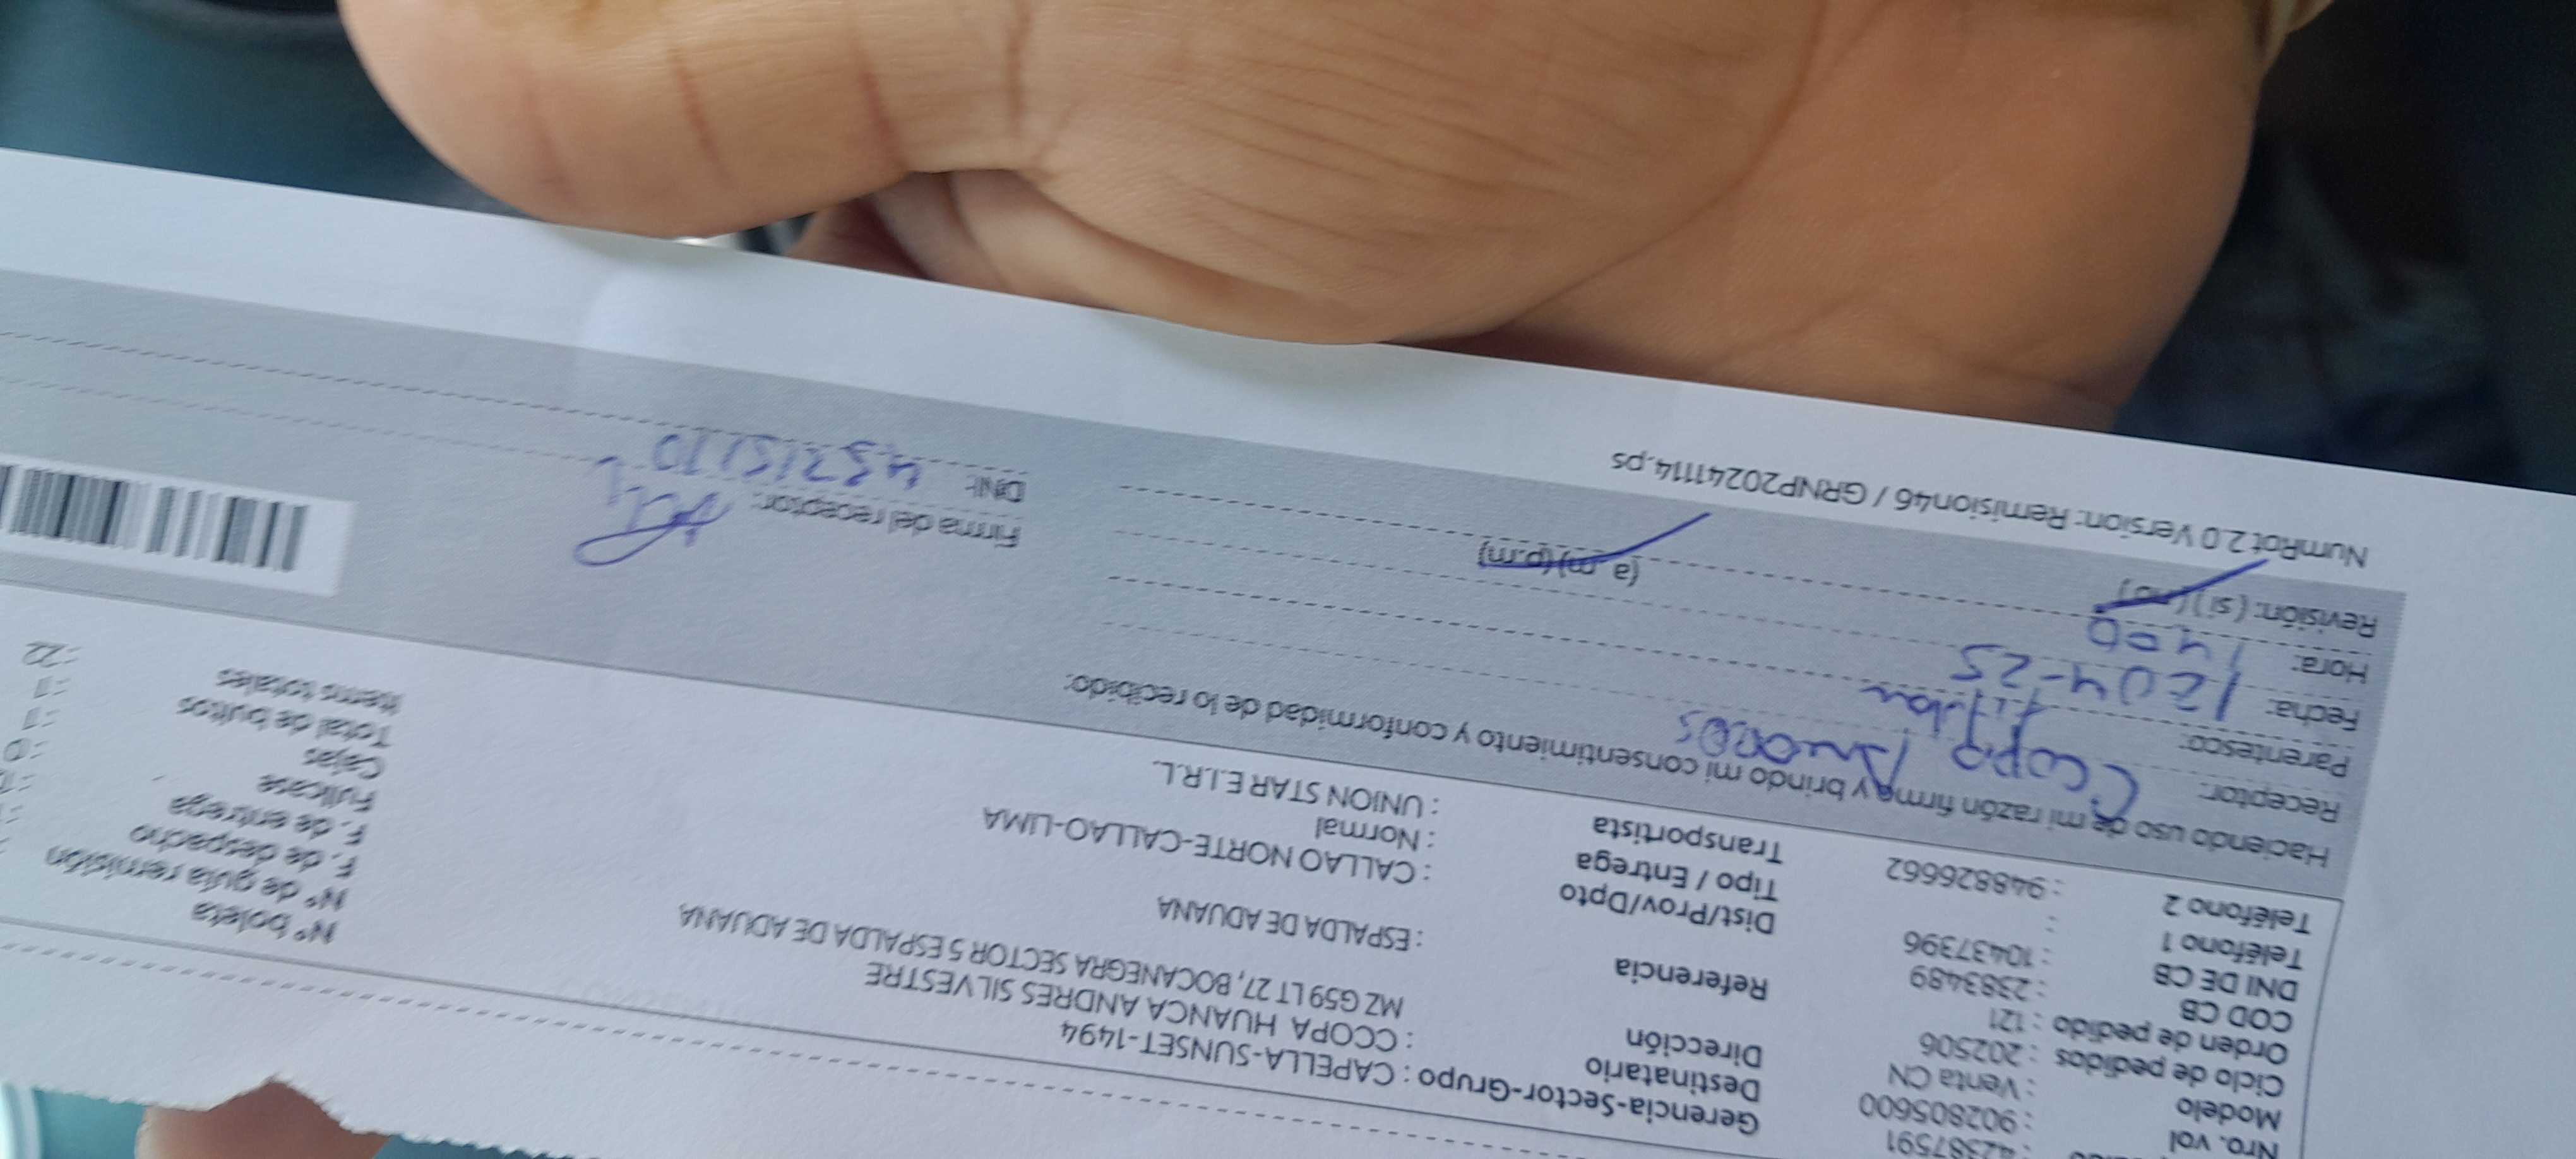 : 42387591
Nro. vol : 902805600
Modelo : Venta CN
Ciclo de pedidos : 202506
Orden de pedido : 121
COD CB : 2383489
DNI DE CB : 10437396
Teléfono 1 :
Teléfono 2 : 948826662
Gerencia-Sector-Grupo : CAPELLA-SUNSET-1494
Destinatario : CCOPA HUANCA ANDRES SILVESTRE
Dirección MZ G59 LT 27, BOCANEGRA SECTOR 5 ESPALDA DE ADUANA
Referencia : ESPALDA DE ADUANA
Dist/Prov/Dpto : CALLAO NORTE-CALLAO-LIMA
Tipo / Entrega : Normal
Transportista : UNION STAR E.I.R.L.
N° boleta
N° de guía remisión
F. de despacho
F. de entrega
Fullcase : 0
Cajas : 1
Total de bultos : 1
Items totales : 22
Haciendo uso de mi razón firma y brindo mi consentimiento y conformidad de lo recibido:
Receptor: Ccopa
Parentesco: Titular
Fecha: 12 04-25
Hora: 1400 (a.m) (p.m)
Revisión: (si) (no)
Firma del receptor:
DNI:
NumRot 2.0 Version: Remision46 / GRNP20241114.ps